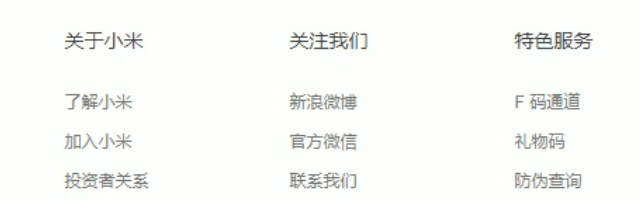 关于小米 关注我们 特色服务
了解小米 新浪微博 F 码通道
加入小米 官方微信 礼物码
投资者关系 联系我们 防伪查询